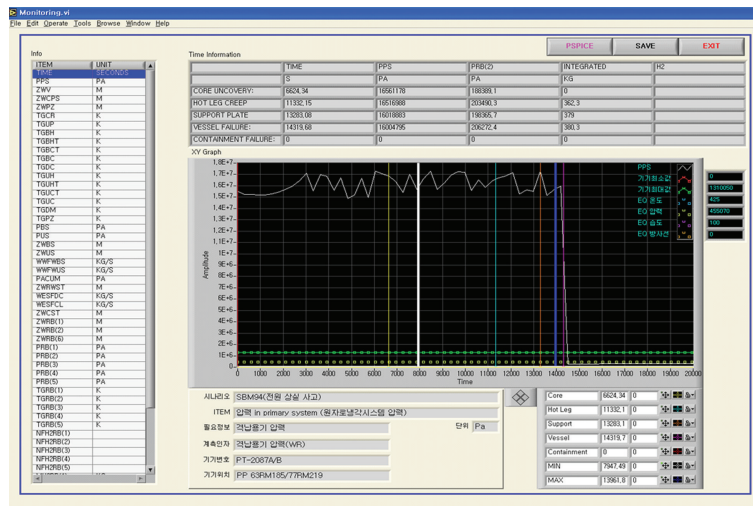 Monitoring.vi
File Edit Operate Tools Browse Window Help
PSPICE SAVE EXIT
Info
ITEM UNIT
TIME SECONDS
PPS PA
ZWV M
ZWCPS M
ZWPZ M
TGCR K
TGUP K
TGBH K
TGBHT K
TGBCT K
TGBC K
TGDC K
TGUH K
TGUHT K
TGUCT K
TGUC K
TGDM K
TGPZ K
PBS PA
PUS PA
ZWBS M
ZWUS M
WWFWBS KG/S
WWFWUS KG/S
PACUM PA
ZWRWST M
WESFDC KG/S
WESFCL KG/S
ZWCST M
ZWRB(1) M
ZWRB(2) M
ZWRB(6) M
PRB(1) PA
PRB(2) PA
PRB(3) PA
PRB(4) PA
PRB(5) PA
TGRB(1) K
TGRB(2) K
TGRB(3) K
TGRB(4) K
TGRB(5) K
NFH2RB(1)
NFH2RB(2)
NFH2RB(3)
NFH2RB(4)
NFH2RB(5)
Time Information
TIME PPS PRB(2) INTEGRATED H2
S PA PA KG
CORE UNCOVERY: 6624,34 16561178 188389,1 0
HOT LEG CREEP 11332,15 16516988 203490,3 362,3
SUPPORT PLATE 13283,08 16018883 198365,7 379
VESSEL FAILURE: 14319,68 16004795 206272,4 380,3
CONTAINMENT FAILURE: 0 0 0 0
XY Graph
1,8E+7
1,7E+7
1,6E+7
1,5E+7
1,4E+7
1,3E+7
1,2E+7
1,1E+7
1E+7
9E+6
8E+6
7E+6
6E+6
5E+6
4E+6
3E+6
2E+6
1E+6
0
Amplitude
0 1000 2000 3000 4000 5000 6000 7000 8000 9000 10000 11000 12000 13000 14000 15000 16000 17000 18000 19000 20000
Time
PPS 0
기기최소값 1310050
기기최대값 425
EQ 온도 455070
EQ 압력 100
EQ 습도 0
EQ 방사선
시나리오 SBM94(전원 상실 사고)
ITEM 압력 in primary system (원자로냉각시스템 압력)
필요정보 격납용기 압력 단위 Pa
계측인자 격납용기 압력(WR)
기기번호 PT-2087A/B
기기위치 PP 63RM185/77RM219
Core 6624,34 0
Hot Leg 11332,1 0
Support 13283,1 0
Vessel 14319,7 0
Containment 0 0
MIN 7947,49 0
MAX 13961,8 0